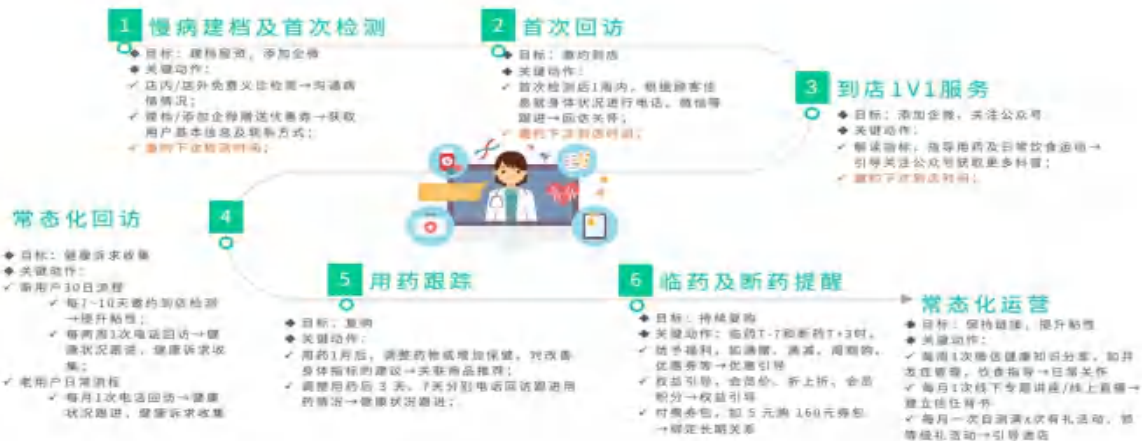 1 慢病建档及首次检测
◆ 目标：建档服务，添加企微
◆ 关键动作：
✓ 店内/店外免费义诊检测→沟通病
情情况；
✓ 建档/添加企微赠送优惠券→获取
用户基本信息及联系方式；
✓ 邀约下次检测时间；
2 首次回访
◆ 目标：邀约到店
◆ 关键动作：
✓ 首次检测后1周内，根据顾客信
息就身体状况进行电话、微信等
跟进→回访关怀；
✓ 邀约下次到店时间；
3 到店1V1服务
◆ 目标：添加企微，关注公众号
◆ 关键动作：
✓ 解读指标，指导用药及日常饮食运动→
引导关注公众号获取更多科普；
✓ 邀约下次到店时间；
4
常态化回访
◆ 目标：健康诉求收集
◆ 关键动作：
✓ 新用户30日流程
✓ 每7-10天邀约到店检测
→提升粘性；
✓ 每两周1次电话回访→健
康状况跟进，健康诉求收
集；
✓ 老用户日常流程
✓ 每月1次电话回访→健康
状况跟进，健康诉求收集
5 用药跟踪
◆ 目标：复购
◆ 关键动作：
✓ 用药1月后，调整药物或增加保健，对改善
身体指标的建议→关联商品推荐；
✓ 调整用药后 3 天、7天分别电话回访跟进用
药情况→健康状况跟进；
6 临药及断药提醒
◆ 目标：持续复购
◆ 关键动作：临药T-7和断药T+3时，
✓ 给予福利，如满赠、满减、周期购、
优惠券等→优惠引导
✓ 权益引导，会员价、折上折、会员
积分→权益引导
✓ 付费券包，如 5 元购 160元券包
→绑定长期关系
常态化运营
◆ 目标：保持链接，提升粘性
◆ 关键动作：
✓ 每周1次微信健康知识分享，如并
发症管理，饮食指导→日常关怀
✓ 每月1次线下专题讲座/线上直播→
建立信任背书
✓ 每月一次自测满x次有礼活动，
等级礼活动→引导进店